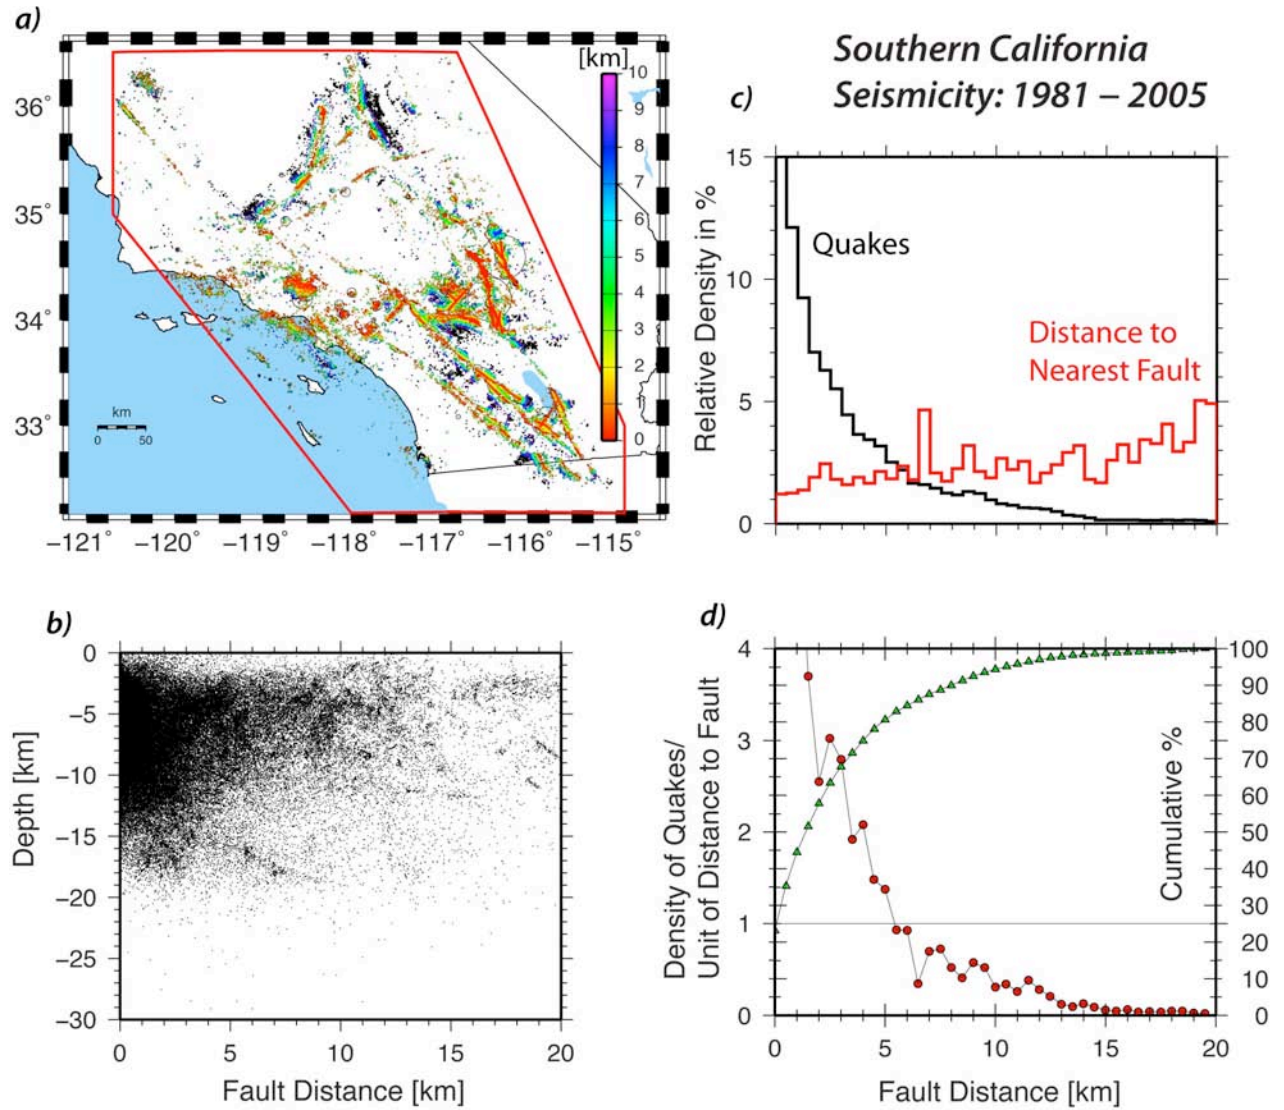 a)
Southern California
Seismicity: 1981 – 2005
[km]
10
9
8
7
6
5
4
3
2
1
0
36°
35°
34°
33°
km
0 50
−121° −120° −119° −118° −117° −116° −115°
c)
Relative Density in %
15
10
5
0
Quakes
Distance to
Nearest Fault
0 20
b)
Depth [km]
0
−5
−10
−15
−20
−25
−30
0 5 10 15 20
Fault Distance [km]
d)
Density of Quakes/
Unit of Distance to Fault
4
3
2
1
0
Cumulative %
100
90
80
70
60
50
40
30
20
10
0
0 5 10 15 20
Fault Distance [km]